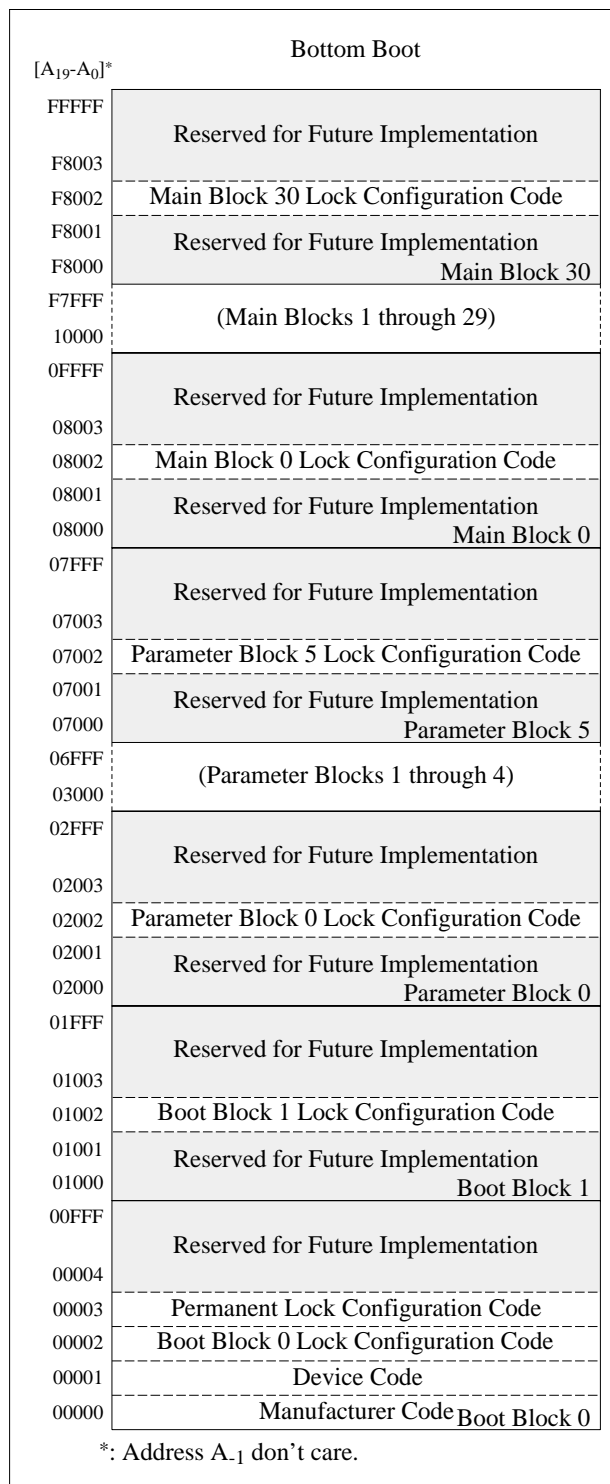 Bottom Boot
[A19-A0]*
FFFFF
Reserved for Future Implementation
F8003
F8002 Main Block 30 Lock Configuration Code
F8001
Reserved for Future Implementation
F8000
Main Block 30
F7FFF
(Main Blocks 1 through 29)
10000
0FFFF
Reserved for Future Implementation
08003
08002 Main Block 0 Lock Configuration Code
08001
Reserved for Future Implementation
08000
Main Block 0
07FFF
Reserved for Future Implementation
07003
07002 Parameter Block 5 Lock Configuration Code
07001
Reserved for Future Implementation
07000
Parameter Block 5
06FFF
(Parameter Blocks 1 through 4)
03000
02FFF
Reserved for Future Implementation
02003
02002 Parameter Block 0 Lock Configuration Code
02001
Reserved for Future Implementation
02000
Parameter Block 0
01FFF
Reserved for Future Implementation
01003
01002 Boot Block 1 Lock Configuration Code
01001
Reserved for Future Implementation
01000
Boot Block 1
00FFF
Reserved for Future Implementation
00004
00003 Permanent Lock Configuration Code
00002 Boot Block 0 Lock Configuration Code
00001 Device Code
00000 Manufacturer Code Boot Block 0
*: Address A-1 don't care.